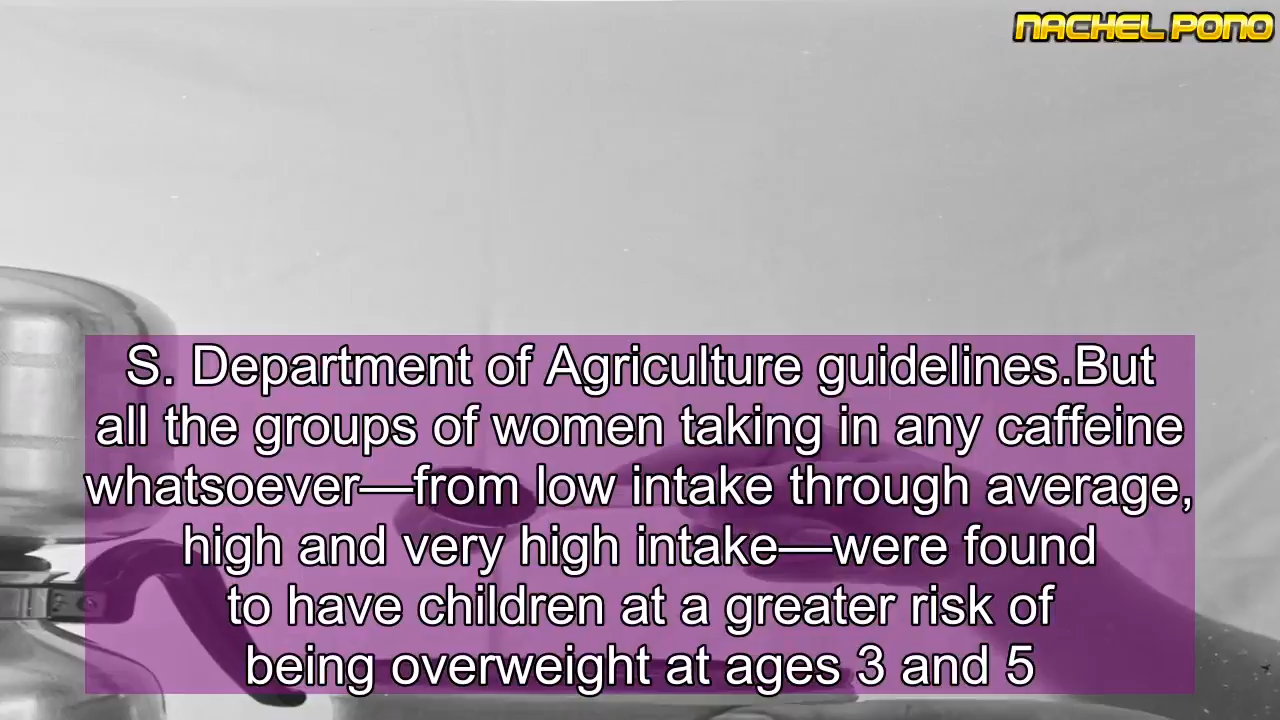 NACHEL PONO
S. Department of Agriculture guidelines.But
all the groups of women taking in any caffeine
whatsoever—from low intake through average,
high and very high intake—were found
to have children at a greater risk of
being overweight at ages 3 and 5